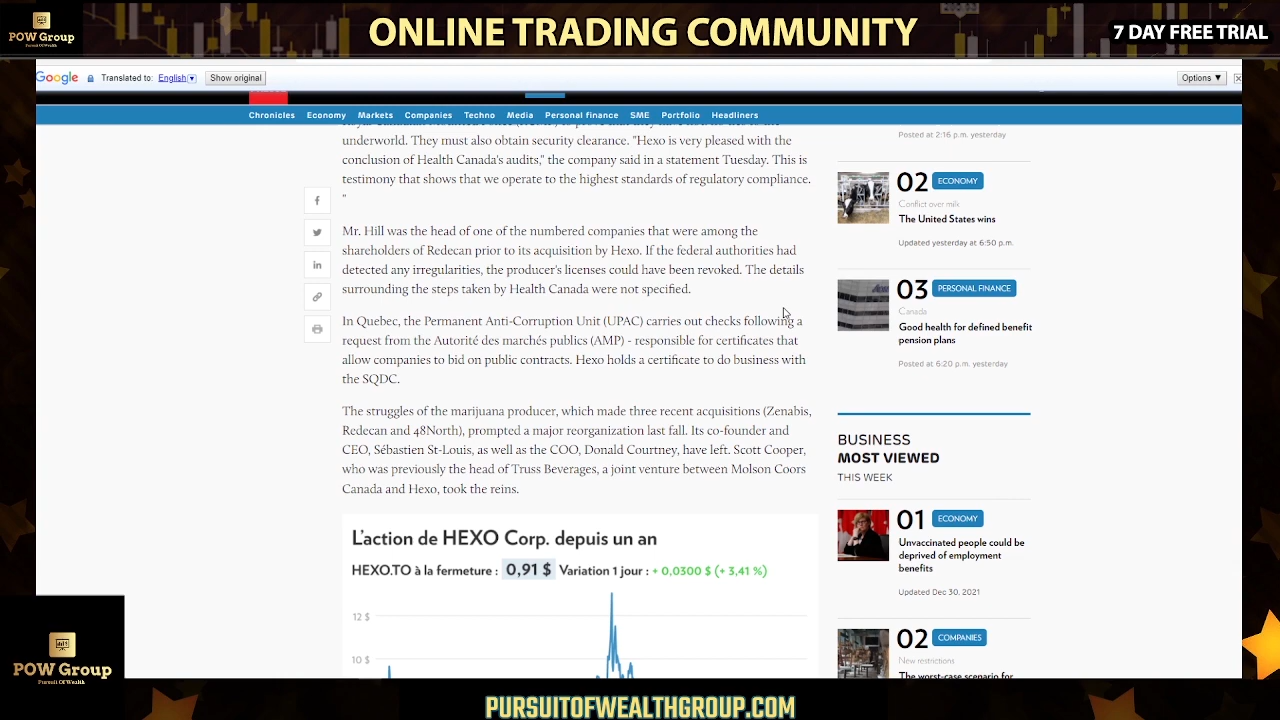 POW Group
Pursuit Of Wealth
ONLINE TRADING COMMUNITY
7 DAY FREE TRIAL
Google
Translated to:
English
Show original
Options ▼
Chronicles
Economy
Markets
Companies
Techno
Media
Personal finance
SME
Portfolio
Headliners
underworld. They must also obtain security clearance. "Hexo is very pleased with the
conclusion of Health Canada's audits," the company said in a statement Tuesday. This is
testimony that shows that we operate to the highest standards of regulatory compliance.
"
Mr. Hill was the head of one of the numbered companies that were among the
shareholders of Redecan prior to its acquisition by Hexo. If the federal authorities had
detected any irregularities, the producer's licenses could have been revoked. The details
surrounding the steps taken by Health Canada were not specified.
In Quebec, the Permanent Anti-Corruption Unit (UPAC) carries out checks following a
request from the Autorité des marchés publics (AMP) - responsible for certificates that
allow companies to bid on public contracts. Hexo holds a certificate to do business with
the SQDC.
The struggles of the marijuana producer, which made three recent acquisitions (Zenabis,
Redecan and 48North), prompted a major reorganization last fall. Its co-founder and
CEO, Sébastien St-Louis, as well as the COO, Donald Courtney, have left. Scott Cooper,
who was previously the head of Truss Beverages, a joint venture between Molson Coors
Canada and Hexo, took the reins.
L'action de HEXO Corp. depuis un an
HEXO.TO à la fermeture : 0,91 $ Variation 1 jour : + 0,0300 $ (+ 3,41 %)
12 $
10 $
Posted at 2:16 p.m. yesterday
02 ECONOMY
Conflict over milk
The United States wins
Updated yesterday at 6:50 p.m.
03 PERSONAL FINANCE
Canada
Good health for defined benefit
pension plans
Posted at 6:20 p.m. yesterday
BUSINESS
MOST VIEWED
THIS WEEK
01 ECONOMY
Unvaccinated people could be
deprived of employment
benefits
Updated Dec 30, 2021
02 COMPANIES
New restrictions
The worst-case scenario for
POW Group
Pursuit Of Wealth
PURSUITOFWEALTHGROUP.COM